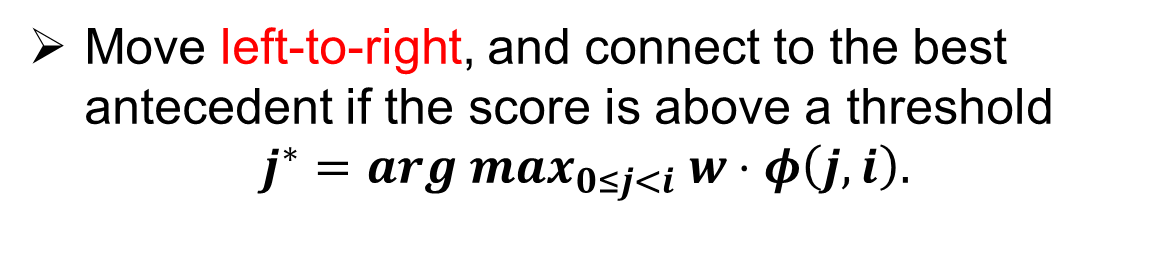 ➢ Move left-to-right, and connect to the best
antecedent if the score is above a threshold
j* = arg max₀≤j<i w · ϕ(j, i).